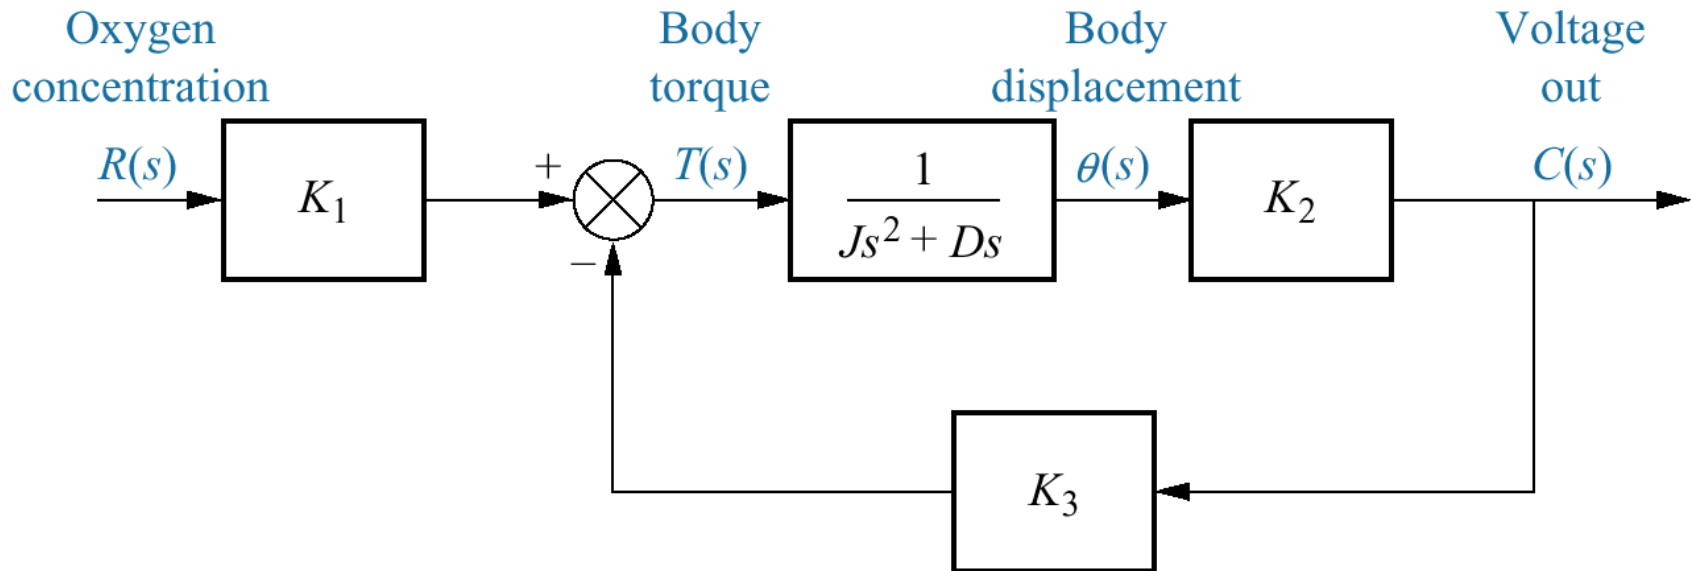 Oxygen
concentration
Body
torque
Body
displacement
Voltage
out
R(s)
K₁
+
−
T(s)
1
Js² + Ds
θ(s)
K₂
C(s)
K₃